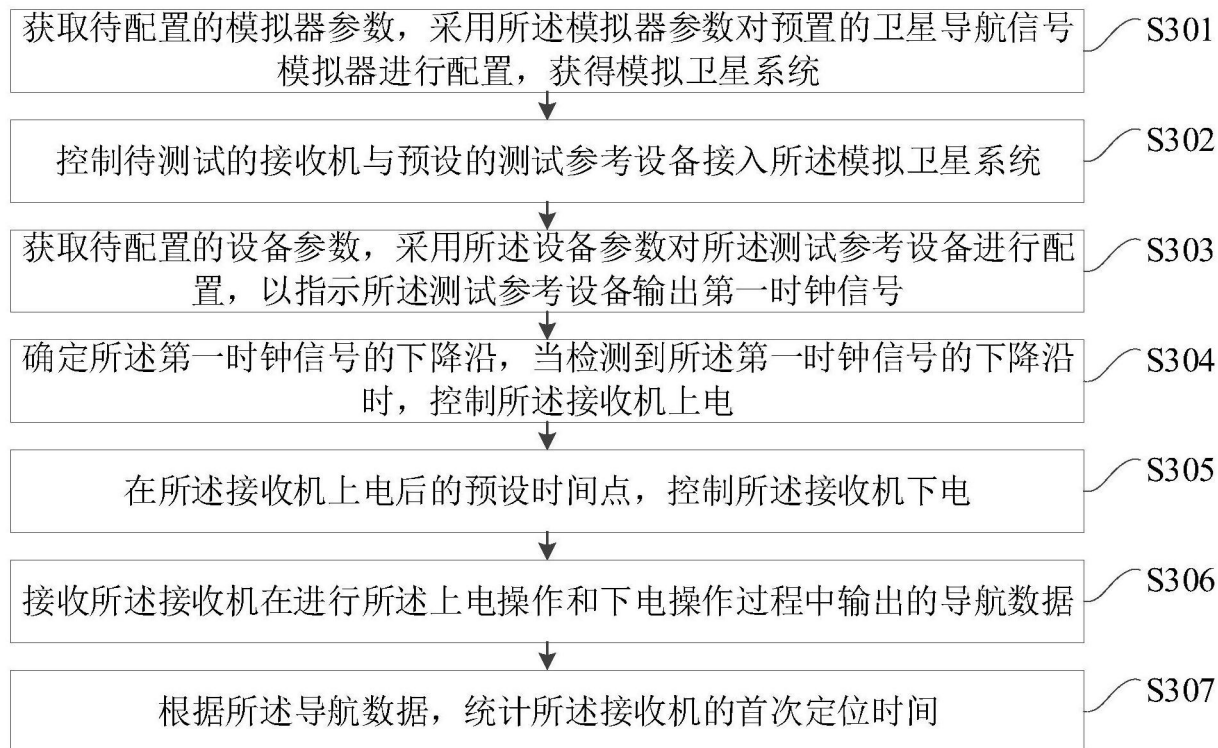 获取待配置的模拟器参数，采用所述模拟器参数对预置的卫星导航信号
模拟器进行配置，获得模拟卫星系统
S301
控制待测试的接收机与预设的测试参考设备接入所述模拟卫星系统
S302
获取待配置的设备参数，采用所述设备参数对所述测试参考设备进行配
置，以指示所述测试参考设备输出第一时钟信号
S303
确定所述第一时钟信号的下降沿，当检测到所述第一时钟信号的下降沿
时，控制所述接收机上电
S304
在所述接收机上电后的预设时间点，控制所述接收机下电
S305
接收所述接收机在进行所述上电操作和下电操作过程中输出的导航数据
S306
根据所述导航数据，统计所述接收机的首次定位时间
S307